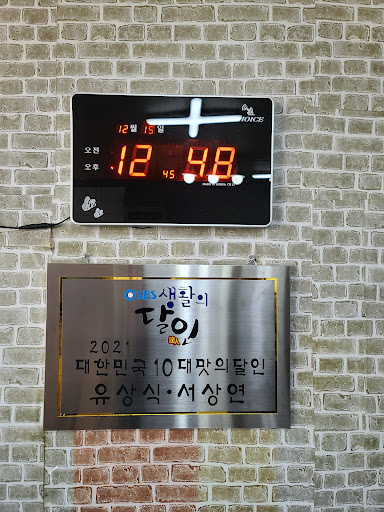 VOICE
12월 15일
오전
오후
12 48
45
SBS 생활의
달인
2021
대한민국 10대맛의달인
유상식·서상연